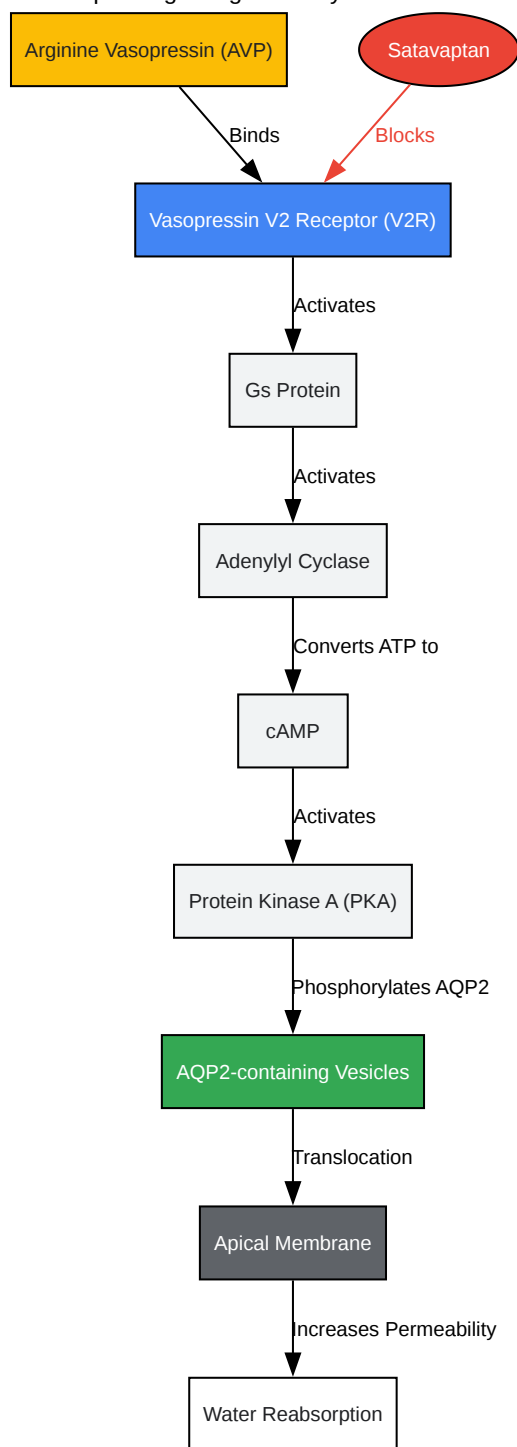 Arginine Vasopressin (AVP)
Satavaptan
Binds
Blocks
Vasopressin V2 Receptor (V2R)
Activates
Gs Protein
Activates
Adenylyl Cyclase
Converts ATP to
cAMP
Activates
Protein Kinase A (PKA)
Phosphorylates AQP2
AQP2-containing Vesicles
Translocation
Apical Membrane
Increases Permeability
Water Reabsorption